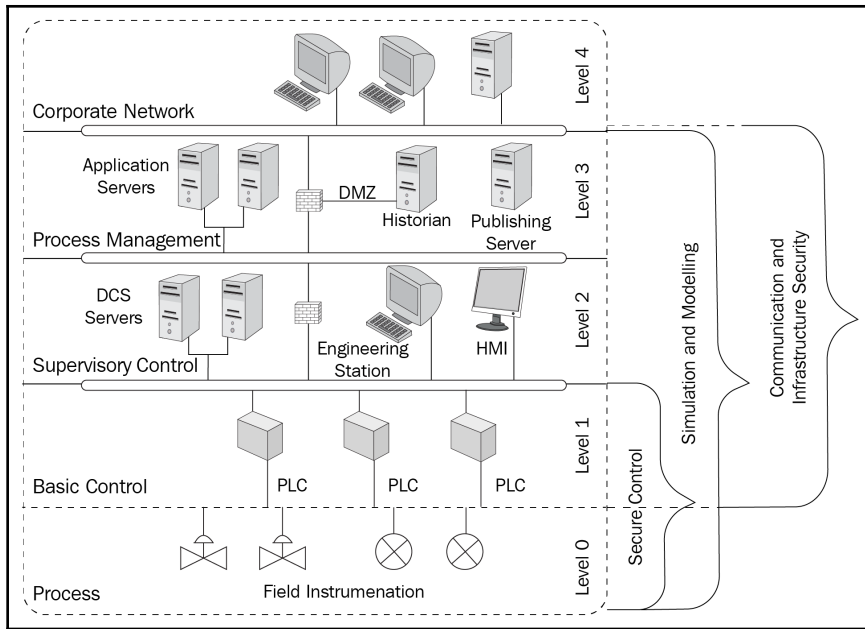 Level 4
Corporate Network
Application
Servers
DMZ
Historian
Publishing
Server
Level 3
Process Management
DCS
Servers
Engineering
Station
HMI
Level 2
Supervisory Control
Level 1
PLC
PLC
PLC
Basic Control
Level 0
Field Instrumenation
Process
Secure Control
Simulation and Modelling
Communication and
Infrastructure Security